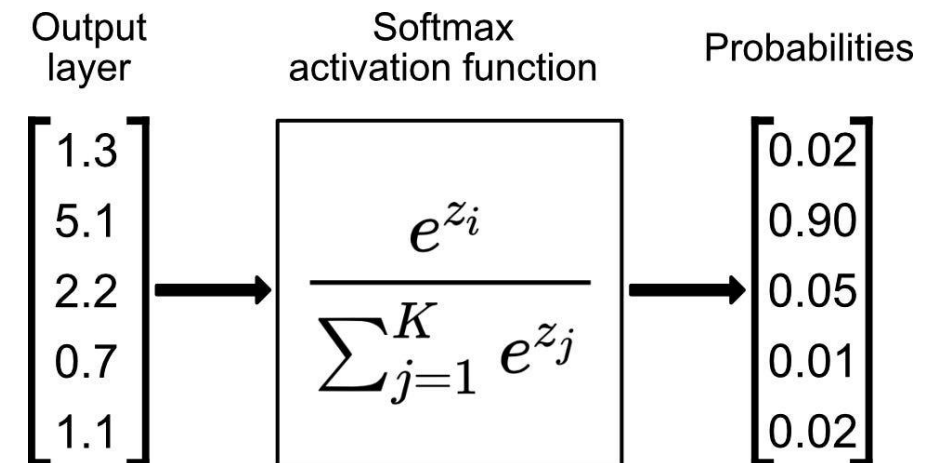 Output
layer
Softmax
activation function
Probabilities
1.3
5.1
2.2
0.7
1.1
e^{z_i}
∑_{j=1}^{K} e^{z_j}
0.02
0.90
0.05
0.01
0.02